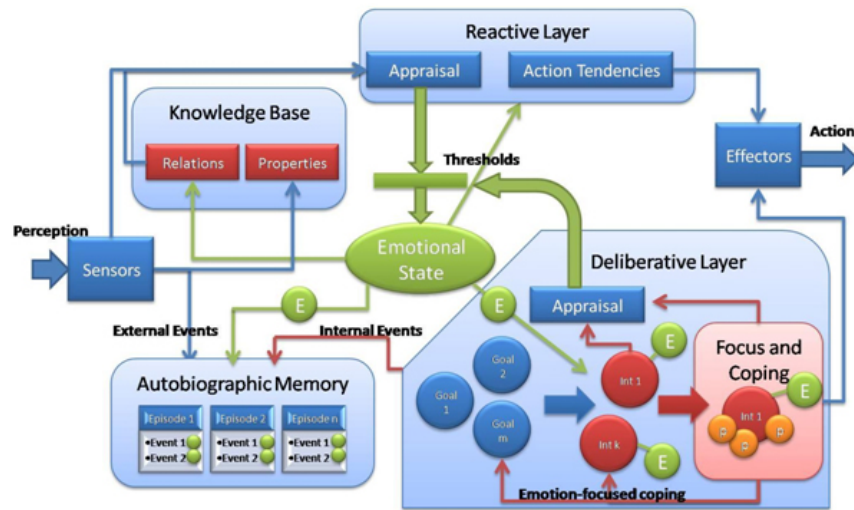 Reactive Layer
Appraisal
Action Tendencies
Knowledge Base
Relations
Properties
Thresholds
Effectors
Action
Perception
Sensors
Emotional
State
Deliberative Layer
Appraisal
E
E
External Events
Internal Events
Autobiographic Memory
Episode 1
Episode 2
Episode n
•Event 1
•Event 2
•Event 1
•Event 2
•Event 1
•Event 2
Goal
1
Goal
2
Goal
m
Int 1
E
Int k
E
Focus and
Coping
Int 1
E
Emotion-focused coping